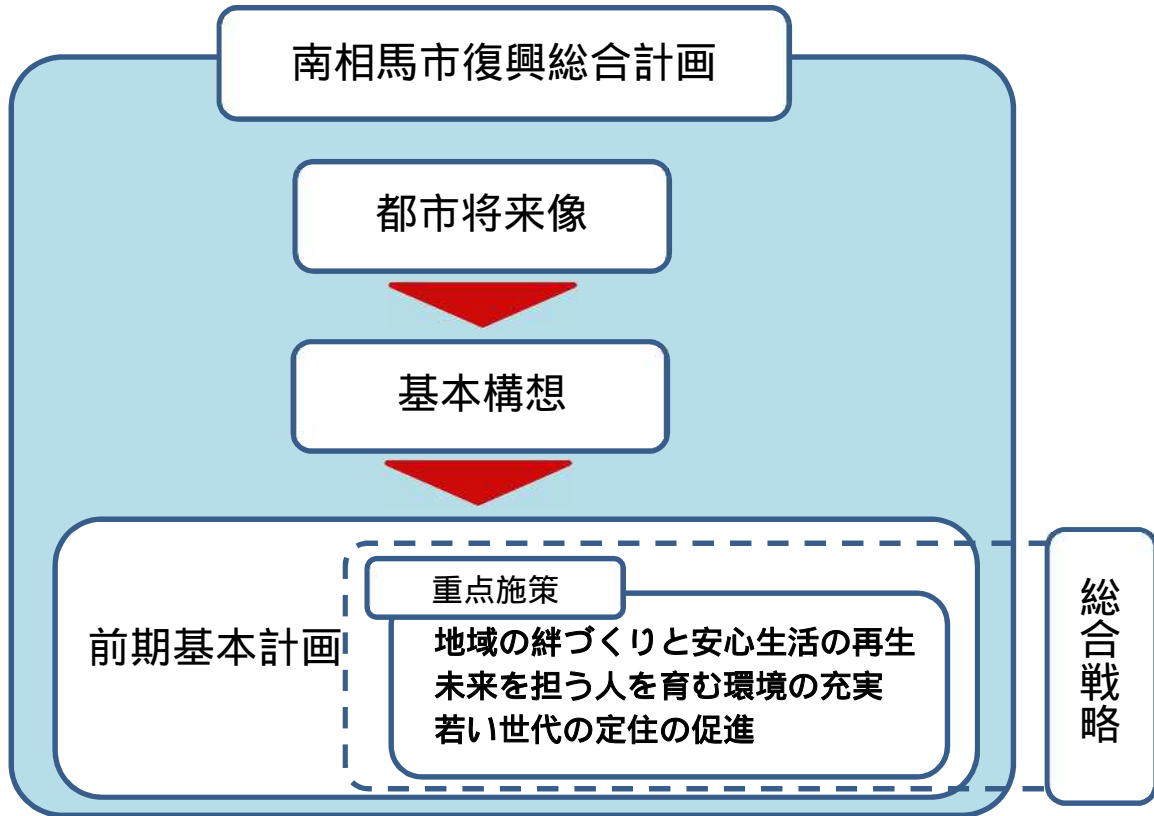 南相馬市復興総合計画
都市将来像
基本構想
前期基本計画
重点施策
地域の絆づくりと安心生活の再生
未来を担う人を育む環境の充実
若い世代の定住の促進
総合戦略